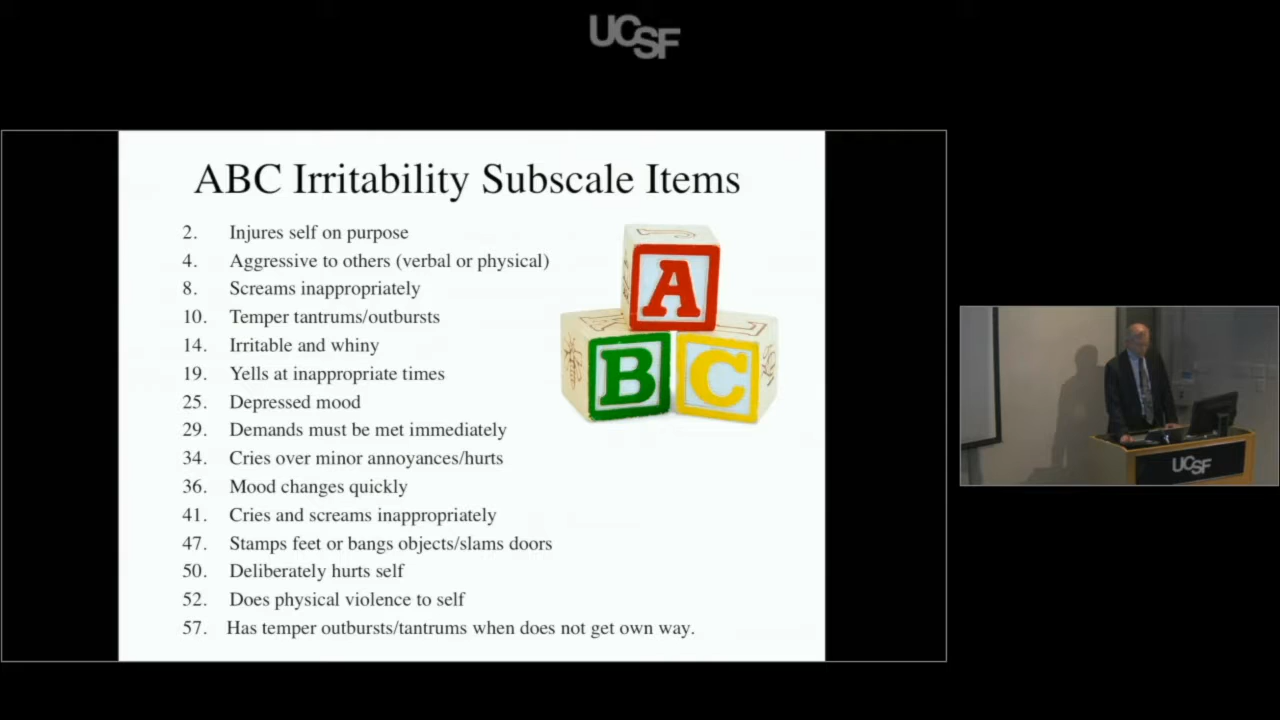 UCSF
ABC Irritability Subscale Items
2. Injures self on purpose
4. Aggressive to others (verbal or physical)
8. Screams inappropriately
10. Temper tantrums/outbursts
14. Irritable and whiny
19. Yells at inappropriate times
25. Depressed mood
29. Demands must be met immediately
34. Cries over minor annoyances/hurts
36. Mood changes quickly
41. Cries and screams inappropriately
47. Stamps feet or bangs objects/slams doors
50. Deliberately hurts self
52. Does physical violence to self
57. Has temper outbursts/tantrums when does not get own way.
A
B C
UCSF